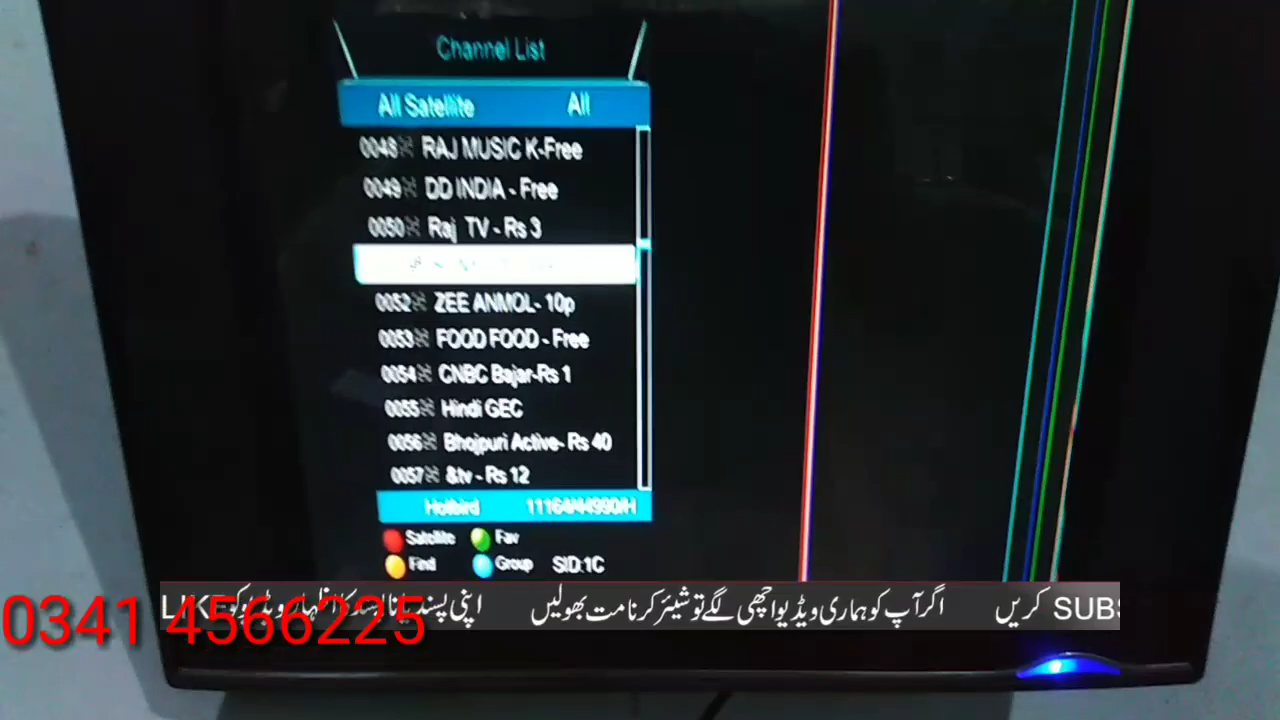 Channel List
All Satellite All
0048 RAJ MUSIC K-Free
0049 DD INDIA - Free
0050 Raj TV - Rs 3
0052 ZEE ANMOL- 10p
0053 FOOD FOOD - Free
0054 CNBC Bajar-Rs 1
0055 Hindi GEC
0056 Bhojpuri Active- Rs 40
0057 &tv - Rs 12
Hotbird 11164/44990/H
Satellite Fav
Find Group SID:1C
SUBS کریں اگر آپ کو ہماری ویڈیو اچھی لگے تو شیئر کرنا مت بھولیں اپنی پسند
0341 4566225